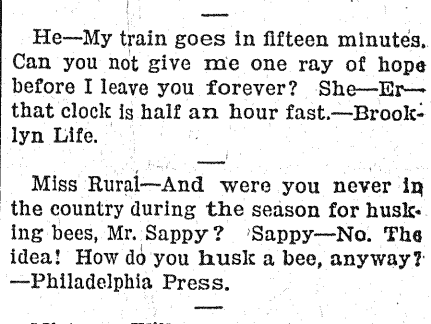 He—My train goes in fifteen minutes.
Can you not give me one ray of hope
before I leave you forever? She—Er—
that clock is half an hour fast.—Brook-
lyn Life.
Miss Rural—And were you never in
the country during the season for husk-
ing bees, Mr. Sappy? Sappy—No. The
idea! How do you husk a bee, anyway?
—Philadelphia Press.